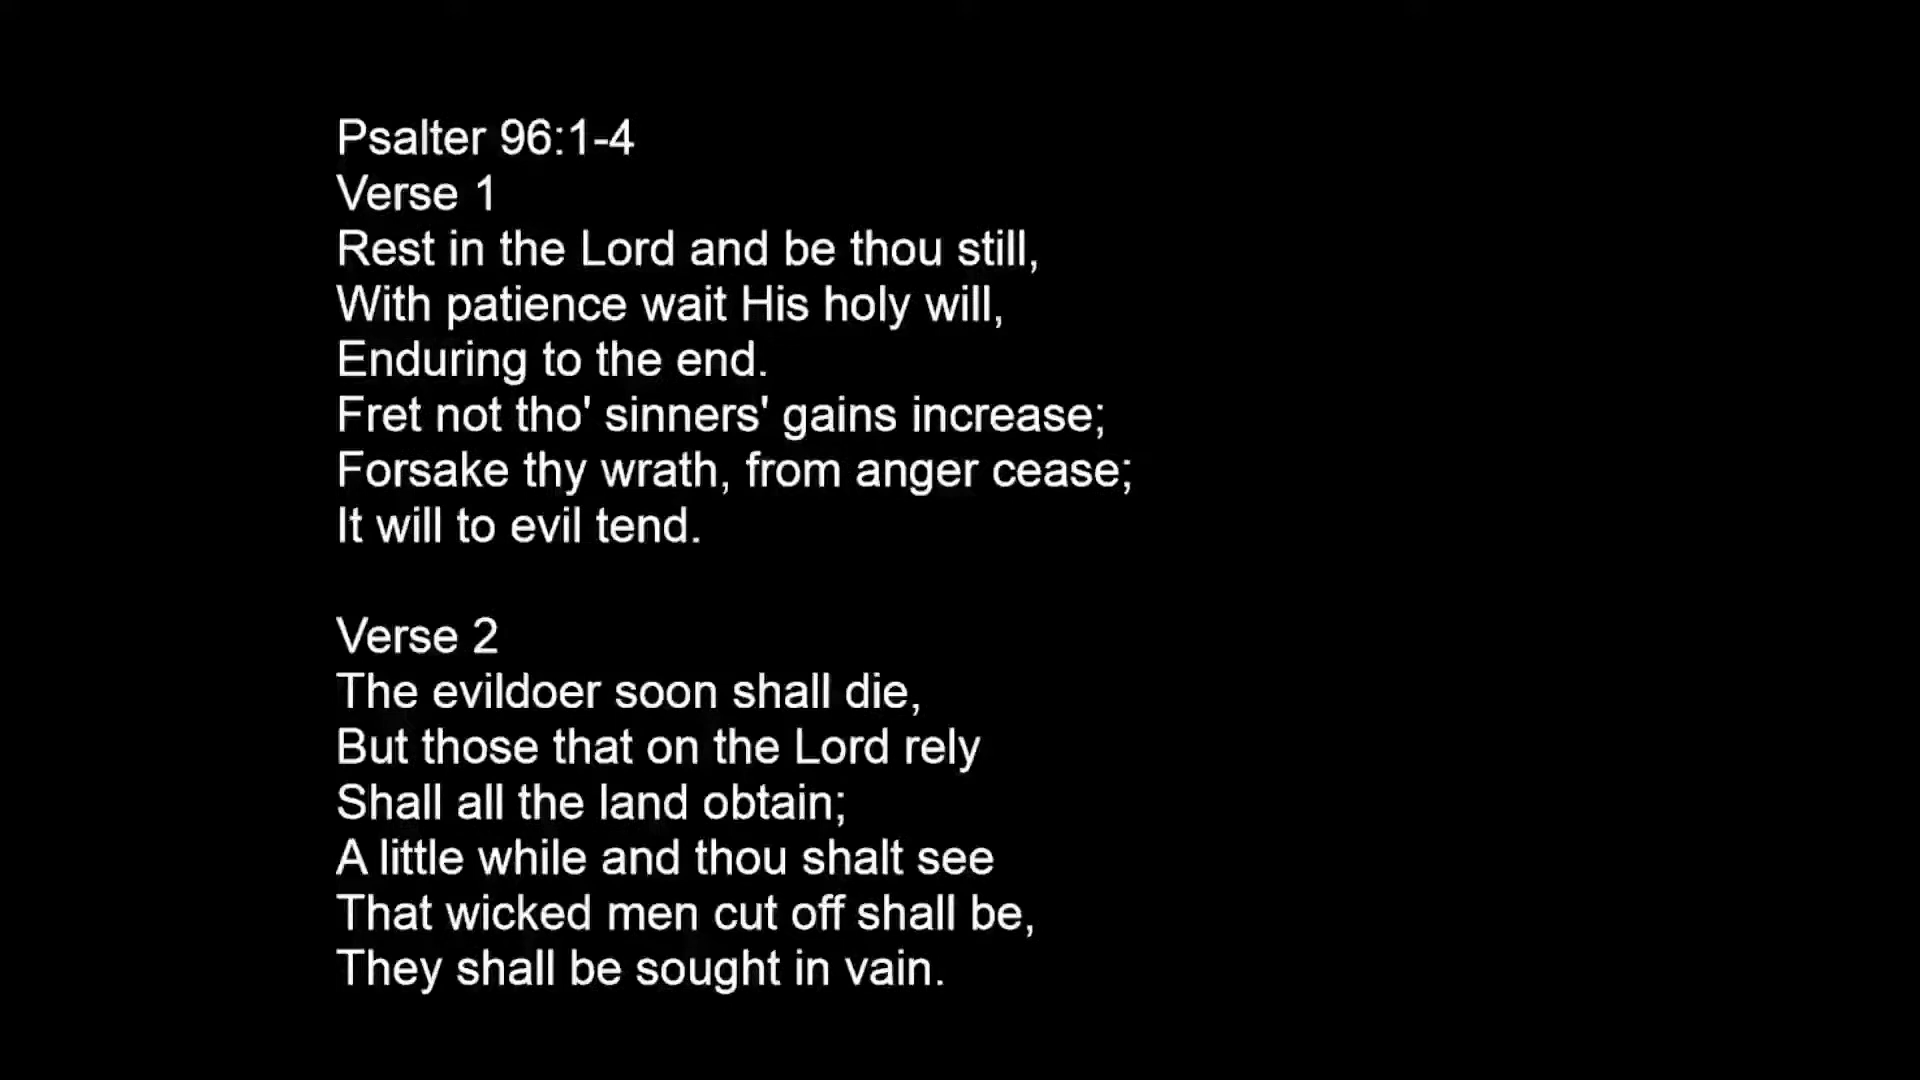 Psalter 96:1-4
Verse 1
Rest in the Lord and be thou still,
With patience wait His holy will,
Enduring to the end.
Fret not tho' sinners' gains increase;
Forsake thy wrath, from anger cease;
It will to evil tend.
Verse 2
The evildoer soon shall die,
But those that on the Lord rely
Shall all the land obtain;
A little while and thou shalt see
That wicked men cut off shall be,
They shall be sought in vain.